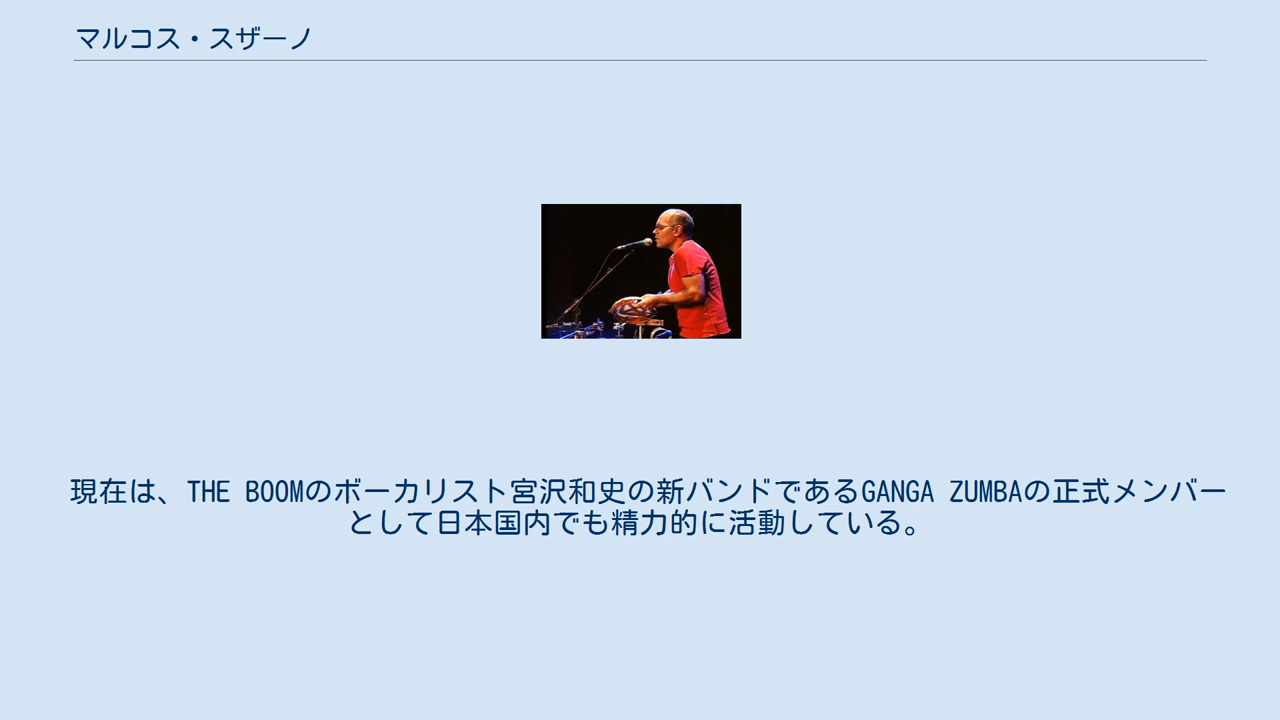 マルコス・スザーノ
現在は、THE BOOMのボーカリスト宮沢和史の新バンドであるGANGA ZUMBAの正式メンバー
として日本国内でも精力的に活動している。